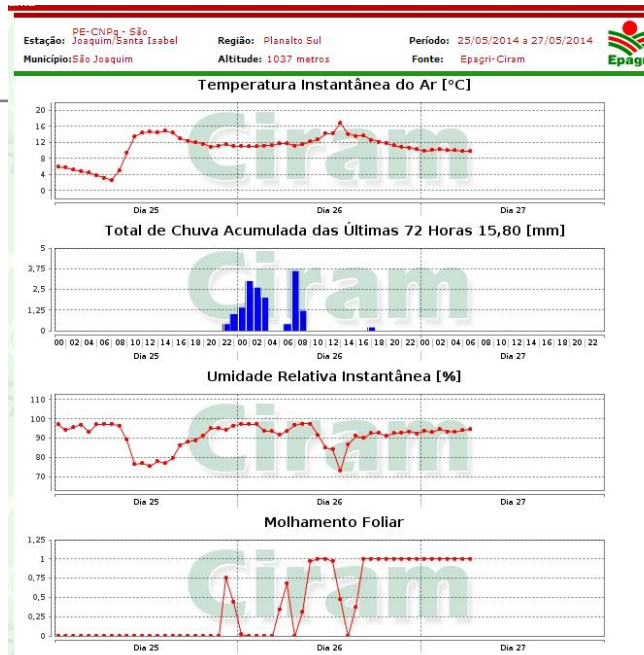 Estação: PE-CNPq - São Joaquim/Santa Isabel Região: Planalto Sul Período: 25/05/2014 a 27/05/2014
Município: São Joaquim Altitude: 1037 metros Fonte: Epagri-Ciram
Epagri
Temperatura Instantânea do Ar [°C]
20
16
12
8
4
0
Ciram
Dia 25 Dia 26 Dia 27
Total de Chuva Acumulada das Últimas 72 Horas 15,80 [mm]
5
3,75
2,5
1,25
0
Ciram
00 02 04 06 08 10 12 14 16 18 20 22 00 02 04 06 08 10 12 14 16 18 20 22 00 02 04 06 08 10 12 14 16 18 20 22
Dia 25 Dia 26 Dia 27
Umidade Relativa Instantânea [%]
110
100
90
80
70
Ciram
Dia 25 Dia 26 Dia 27
Molhamento Foliar
1,25
1
0,75
0,5
0,25
0
Ciram
Dia 25 Dia 26 Dia 27